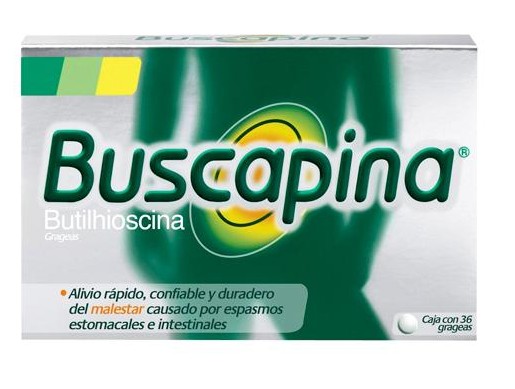 Buscapina®
Butilhioscina
Grageas
• Alivio rápido, confiable y duradero
del malestar causado por espasmos
estomacales e intestinales
Caja con 36
grageas